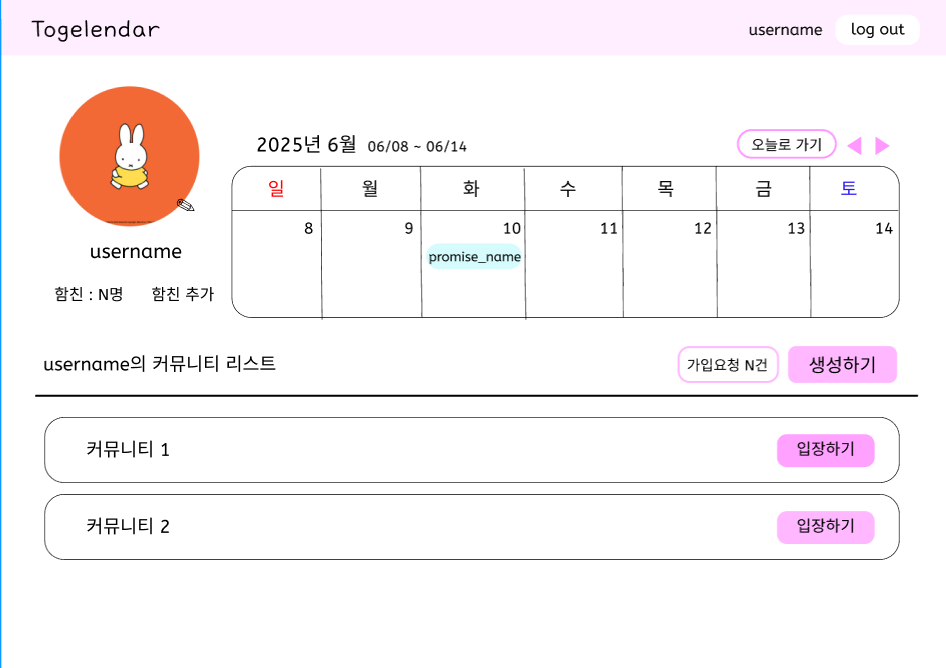 Togelendar username log out
2025년 6월 06/08 ~ 06/14 오늘로 가기
일 월 화 수 목 금 토
8 9 10 11 12 13 14
promise_name
username
함친 : N명 함친 추가
username의 커뮤니티 리스트 가입요청 N건 생성하기
커뮤니티 1 입장하기
커뮤니티 2 입장하기